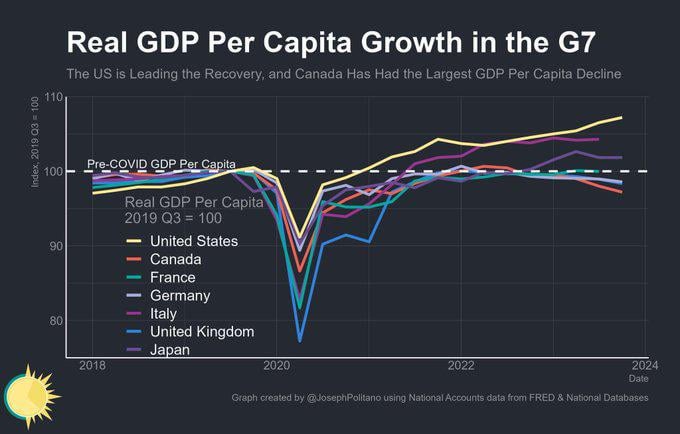 Real GDP Per Capita Growth in the G7
The US is Leading the Recovery, and Canada Has Had the Largest GDP Per Capita Decline
Index, 2019 Q3 = 100
110
100
90
80
Pre-COVID GDP Per Capita
Real GDP Per Capita
2019 Q3 = 100
United States
Canada
France
Germany
Italy
United Kingdom
Japan
2018
2020
2022
2024
Date
Graph created by @JosephPolitano using National Accounts data from FRED & National Databases